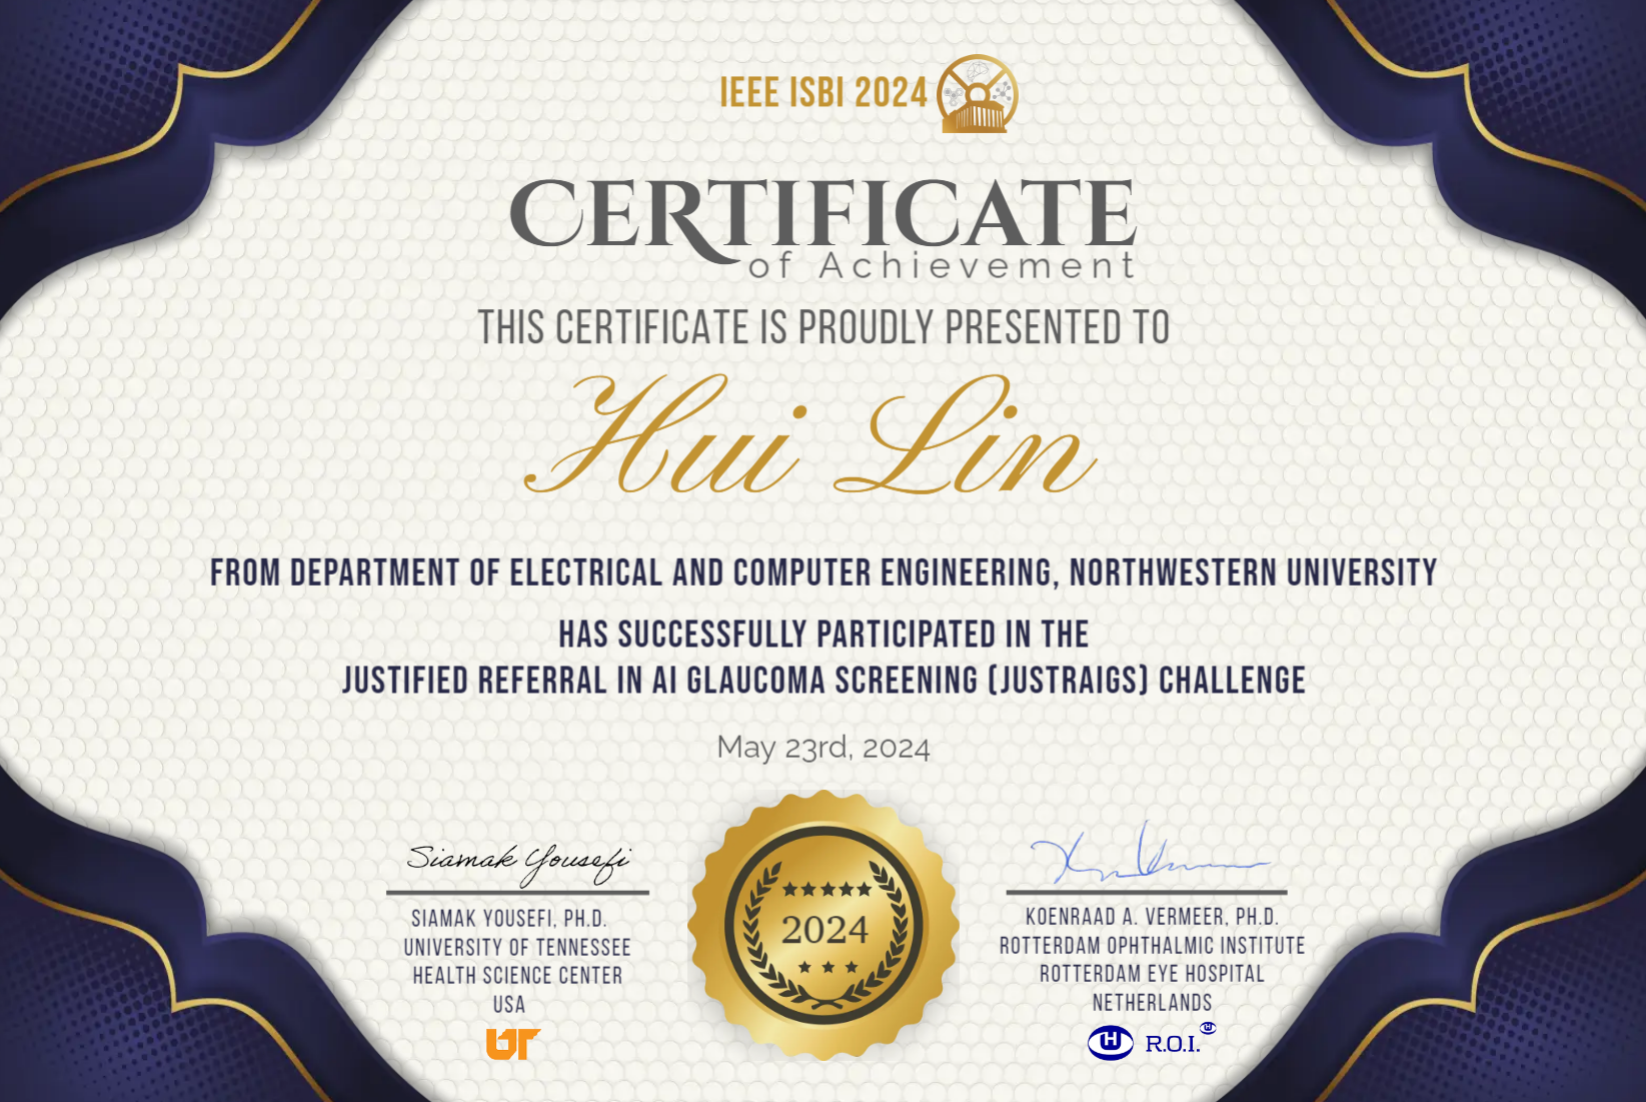 IEEE ISBI 2024
CERTIFICATE
of Achievement
THIS CERTIFICATE IS PROUDLY PRESENTED TO
Hui Lin
FROM DEPARTMENT OF ELECTRICAL AND COMPUTER ENGINEERING, NORTHWESTERN UNIVERSITY
HAS SUCCESSFULLY PARTICIPATED IN THE
JUSTIFIED REFERRAL IN AI GLAUCOMA SCREENING (JUSTRAIGS) CHALLENGE
May 23rd, 2024
Siamak Yousefi
SIAMAK YOUSEFI, PH.D.
UNIVERSITY OF TENNESSEE
HEALTH SCIENCE CENTER
USA
UT
2024
KOENRAAD A. VERMEER, PH.D.
ROTTERDAM OPHTHALMIC INSTITUTE
ROTTERDAM EYE HOSPITAL
NETHERLANDS
H R.O.I. H